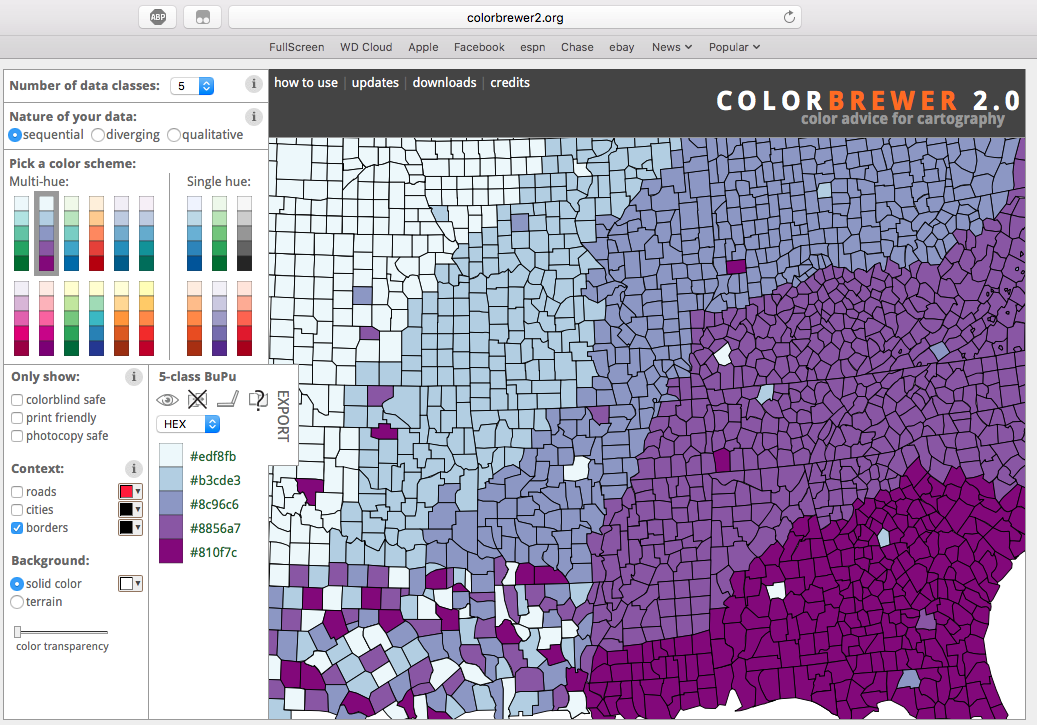 ABP
colorbrewer2.org
FullScreen WD Cloud Apple Facebook espn Chase ebay News Popular
Number of data classes: 5 i
how to use | updates | downloads | credits
COLORBREWER 2.0
color advice for cartography
Nature of your data: i
sequential diverging qualitative
Pick a color scheme:
Multi-hue: Single hue:
Only show: i
colorblind safe
print friendly
photocopy safe
Context: i
roads
cities
borders
Background:
solid color
terrain
color transparency
5-class BuPu
?
EXPORT
HEX
#edf8fb
#b3cde3
#8c96c6
#8856a7
#810f7c